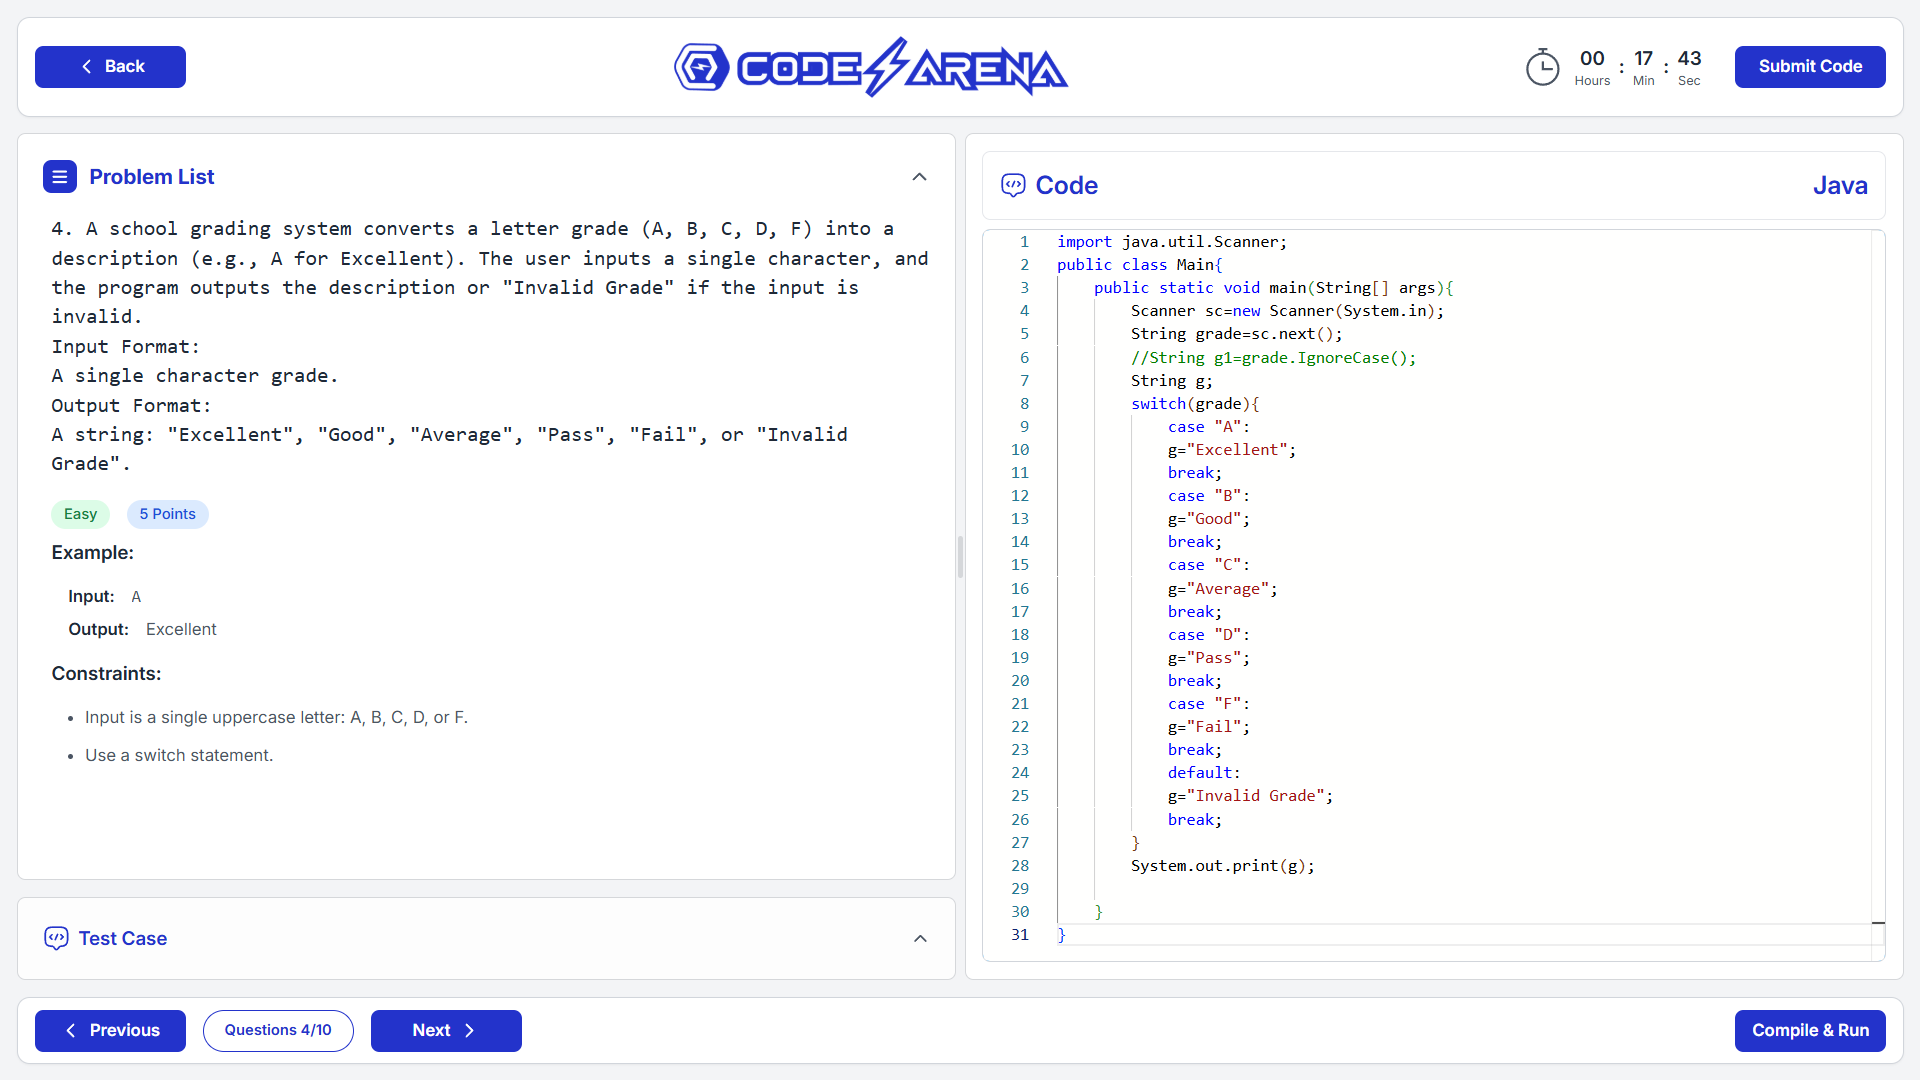 Back
CODE ARENA
00 : 17 : 43
Hours Min Sec
Submit Code
Problem List
4. A school grading system converts a letter grade (A, B, C, D, F) into a
description (e.g., A for Excellent). The user inputs a single character, and
the program outputs the description or "Invalid Grade" if the input is
invalid.
Input Format:
A single character grade.
Output Format:
A string: "Excellent", "Good", "Average", "Pass", "Fail", or "Invalid
Grade".
Easy 5 Points
Example:
Input: A
Output: Excellent
Constraints:
• Input is a single uppercase letter: A, B, C, D, or F.
• Use a switch statement.
Test Case
Code Java
1 import java.util.Scanner;
2 public class Main{
3 public static void main(String[] args){
4 Scanner sc=new Scanner(System.in);
5 String grade=sc.next();
6 //String g1=grade.IgnoreCase();
7 String g;
8 switch(grade){
9 case "A":
10 g="Excellent";
11 break;
12 case "B":
13 g="Good";
14 break;
15 case "C":
16 g="Average";
17 break;
18 case "D":
19 g="Pass";
20 break;
21 case "F":
22 g="Fail";
23 break;
24 default:
25 g="Invalid Grade";
26 break;
27 }
28 System.out.print(g);
29
30 }
31 }
Previous
Questions 4/10
Next
Compile & Run